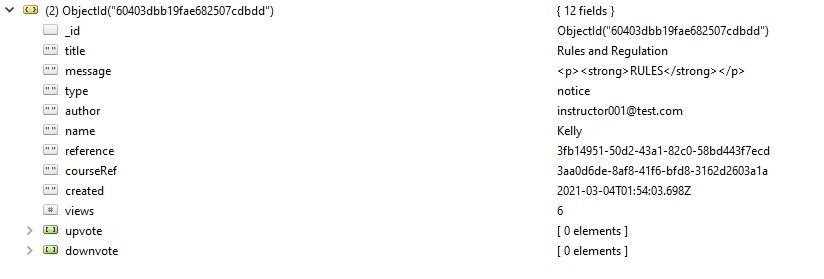 (2) ObjectId("60403dbb19fae682507cdbdd") { 12 fields }
_id ObjectId("60403dbb19fae682507cdbdd")
" " title Rules and Regulation
" " message <p><strong>RULES</strong></p>
" " type notice
" " author instructor001@test.com
" " name Kelly
" " reference 3fb14951-50d2-43a1-82c0-58bd443f7ecd
" " courseRef 3aa0d6de-8af8-41f6-bfd8-3162d2603a1a
" " created 2021-03-04T01:54:03.698Z
# views 6
upvote [ 0 elements ]
downvote [ 0 elements ]